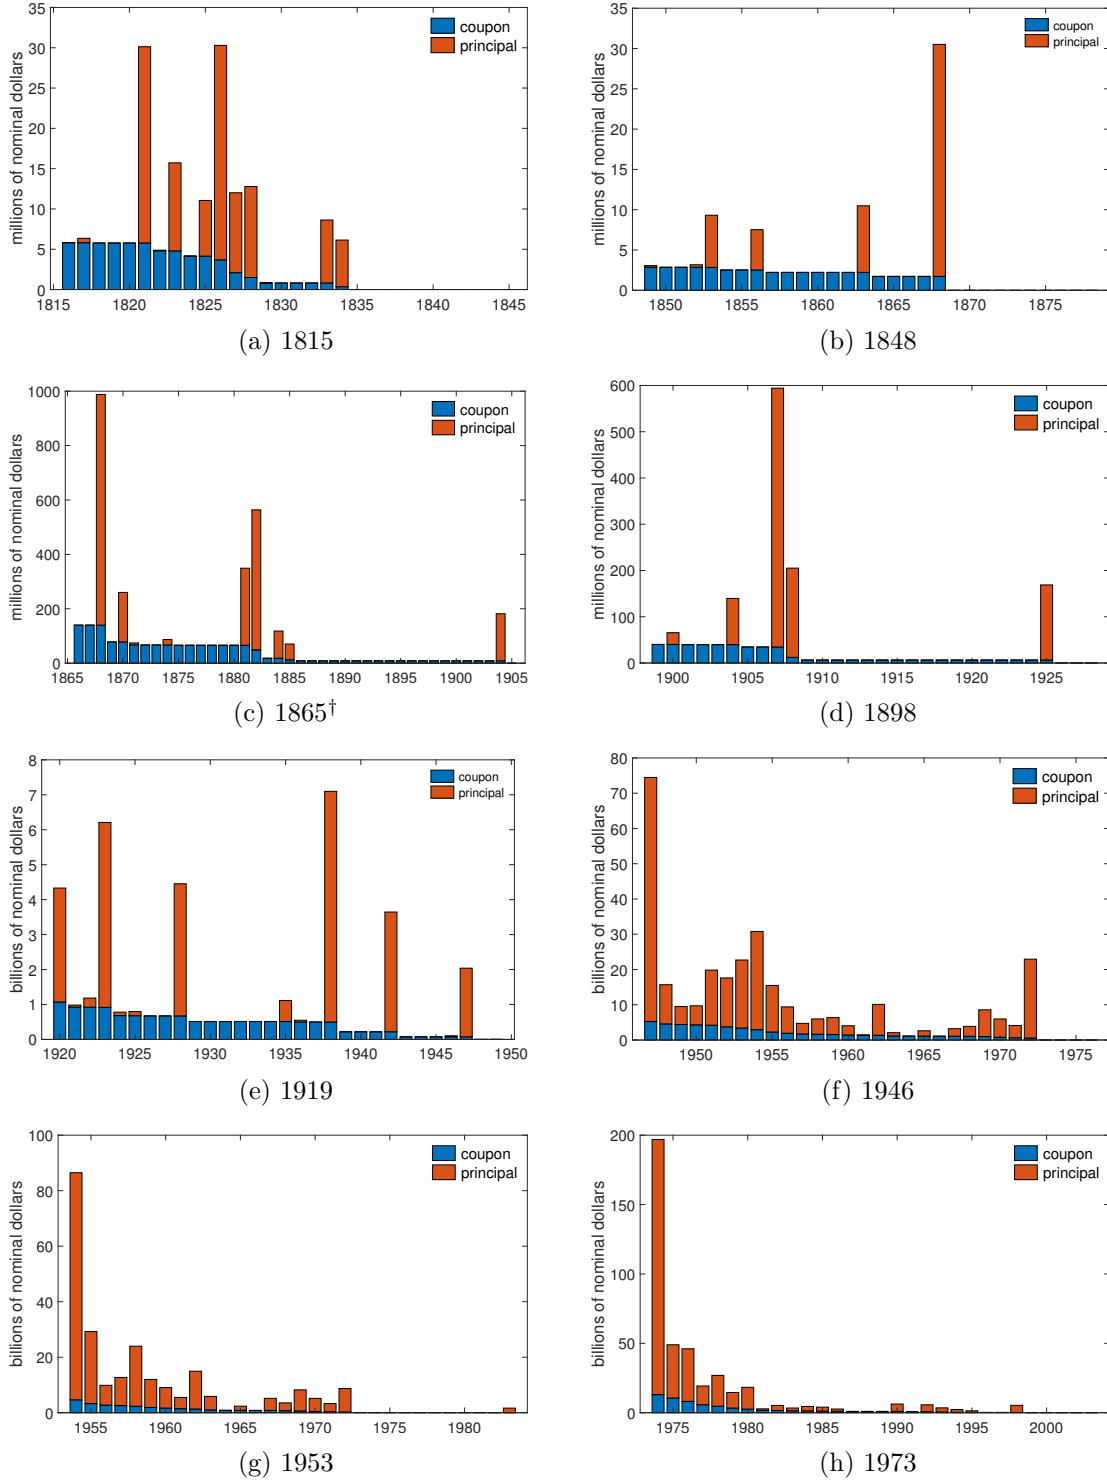 coupon
principal
millions of nominal dollars
35
30
25
20
15
10
5
0
1815 1820 1825 1830 1835 1840 1845
(a) 1815
coupon
principal
millions of nominal dollars
35
30
25
20
15
10
5
0
1850 1855 1860 1865 1870 1875
(b) 1848
coupon
principal
millions of nominal dollars
1000
800
600
400
200
0
1865 1870 1875 1880 1885 1890 1895 1900 1905
(c) 1865†
coupon
principal
millions of nominal dollars
600
500
400
300
200
100
0
1900 1905 1910 1915 1920 1925
(d) 1898
coupon
principal
billions of nominal dollars
8
7
6
5
4
3
2
1
0
1920 1925 1930 1935 1940 1945 1950
(e) 1919
coupon
principal
billions of nominal dollars
80
70
60
50
40
30
20
10
0
1950 1955 1960 1965 1970 1975
(f) 1946
coupon
principal
billions of nominal dollars
100
80
60
40
20
0
1955 1960 1965 1970 1975 1980
(g) 1953
coupon
principal
billions of nominal dollars
200
150
100
50
0
1975 1980 1985 1990 1995 2000
(h) 1973